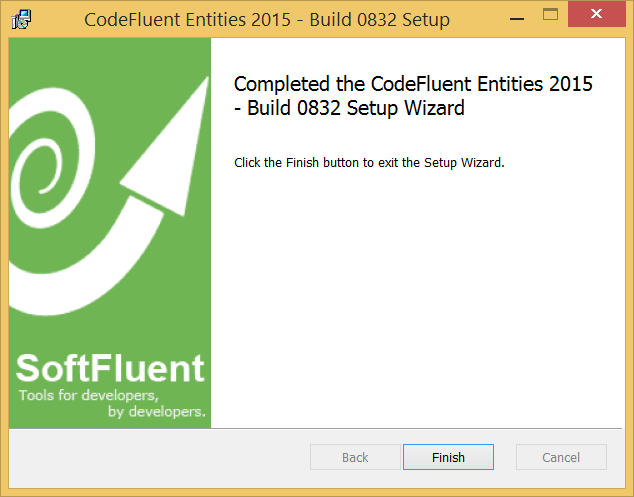 CodeFluent Entities 2015 - Build 0832 Setup
Completed the CodeFluent Entities 2015
- Build 0832 Setup Wizard
Click the Finish button to exit the Setup Wizard.
SoftFluent
Tools for developers,
by developers.
Back
Finish
Cancel